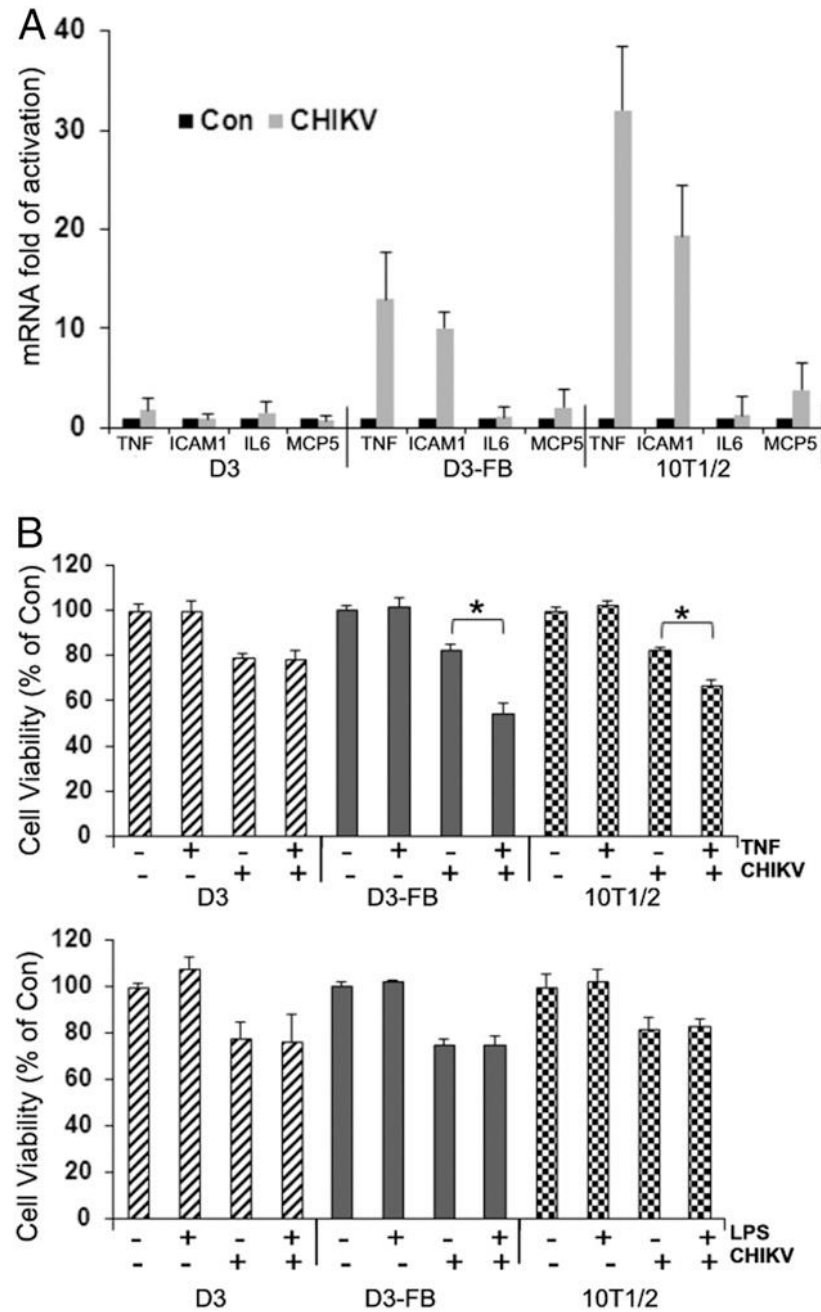 A
mRNA fold of activation)
40
30
20
10
0
Con CHIKV
TNF ICAM1 IL6 MCP5 TNF ICAM1 IL6 MCP5 TNF ICAM1 IL6 MCP5
D3 D3-FB 10T1/2
B
Cell Viability (% of Con)
120
100
80
60
40
20
0
* *
- + - + - + - + - + - + TNF
- - + + - - + + - - + + CHIKV
D3 D3-FB 10T1/2
Cell Viability (% of Con)
120
100
80
60
40
20
0
- + - + - + - + - + - + LPS
- - + + - - + + - - + + CHIKV
D3 D3-FB 10T1/2